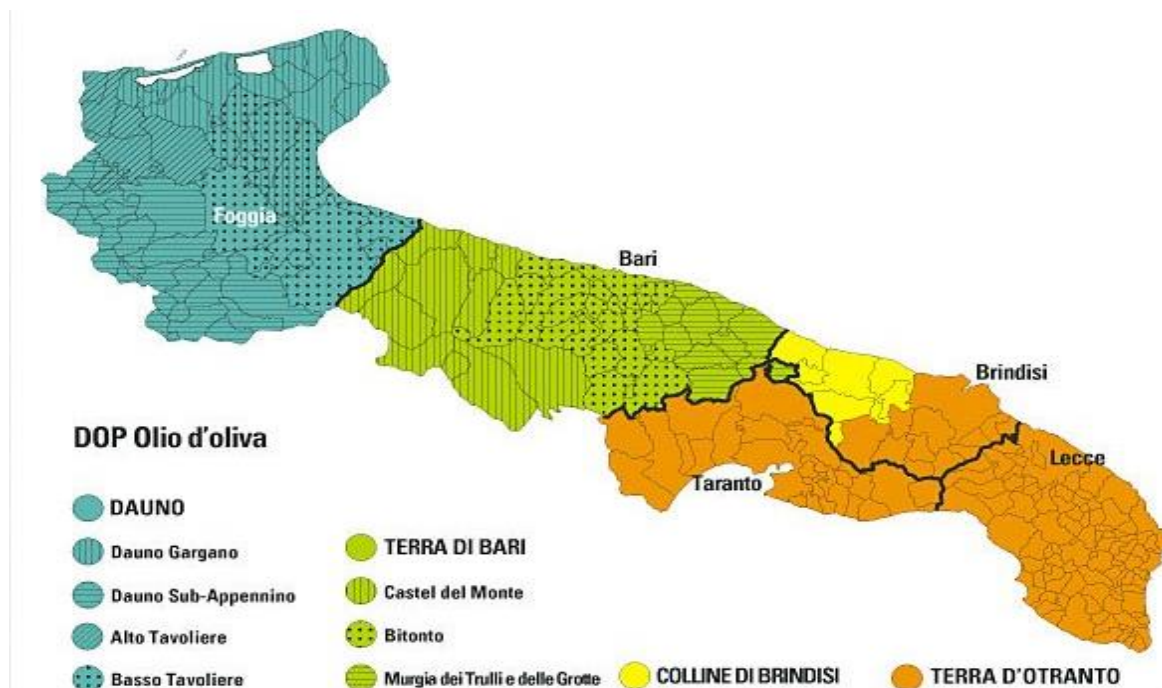 Foggia
Bari
Brindisi
Lecce
Taranto
DOP Olio d'oliva
DAUNO
Dauno Gargano
Dauno Sub-Appennino
Alto Tavoliere
Basso Tavoliere
TERRA DI BARI
Castel del Monte
Bitonto
Murgia dei Trulli e delle Grotte
COLLINE DI BRINDISI
TERRA D'OTRANTO